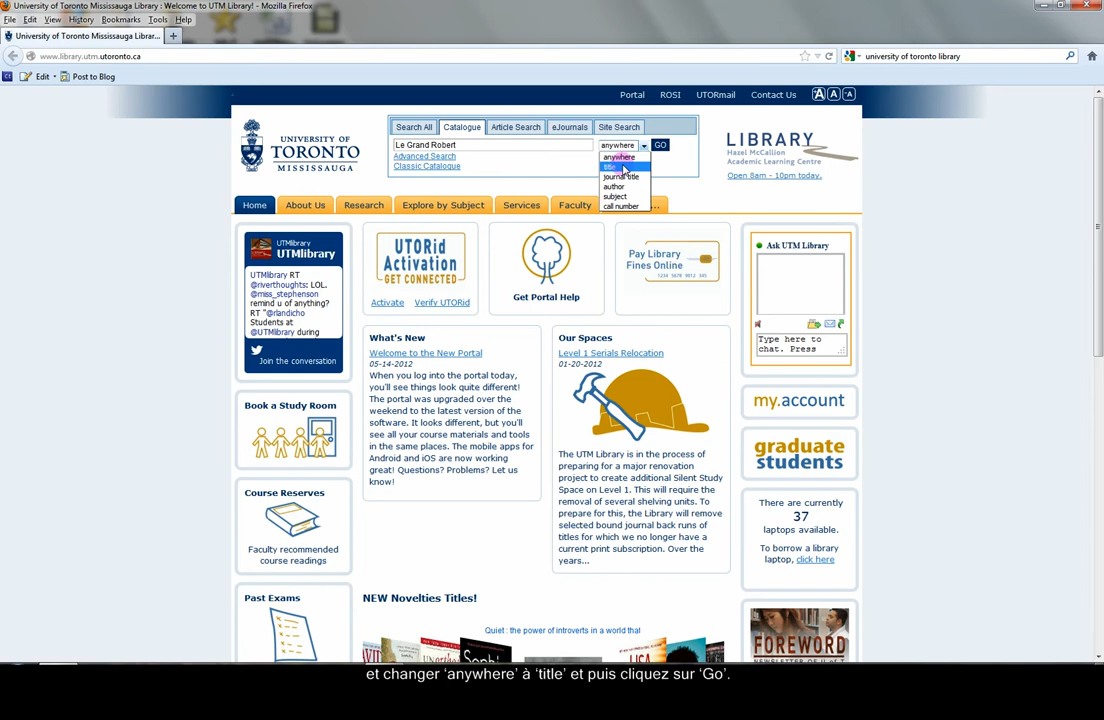 University of Toronto Mississauga Library : Welcome to UTM Library! - Mozilla Firefox
File Edit View History Bookmarks Tools Help
University of Toronto Mississauga Librar...
www.library.utm.utoronto.ca
university of toronto library
Edit
Post to Blog
Portal ROSI UTORmail Contact Us A A A
UNIVERSITY OF
TORONTO
MISSISSAUGA
Search All Catalogue Article Search eJournals Site Search
Le Grand Robert anywhere GO
Advanced Search
Classic Catalogue
anywhere
title
journal title
author
subject
call number
LIBRARY
Hazel McCallion
Academic Learning Centre
Open 8am - 10pm today.
Home About Us Research Explore by Subject Services Faculty ...
UTMlibrary
UTMlibrary
UTMlibrary RT
@riverthoughts: LOL.
@miss_stephenson
remind u of anything?
RT "@rlandicho
Students at
@UTMlibrary during
Join the conversation
UTORid
Activation
GET CONNECTED
Activate Verify UTORid
Get Portal Help
Pay Library
Fines Online
1234 5678 9012 345
Ask UTM Library
Type here to
chat. Press
What's New
Welcome to the New Portal
05-14-2012
When you log into the portal today,
you'll see things look quite different!
The portal was upgraded over the
weekend to the latest version of the
software. It looks different, but you'll
see all your course materials and tools
in the same places. The mobile apps for
Android and iOS are now working
great! Questions? Problems? Let us
know!
Our Spaces
Level 1 Serials Relocation
01-20-2012
The UTM Library is in the process of
preparing for a major renovation
project to create additional Silent Study
Space on Level 1. This will require the
removal of several shelving units. To
prepare for this, the Library will remove
selected bound journal back runs of
titles for which we no longer have a
current print subscription. Over the
years...
my.account
graduate
students
There are currently
37
laptops available.
To borrow a library
laptop, click here
Book a Study Room
Course Reserves
Faculty recommended
course readings
Past Exams
NEW Novelties Titles!
Quiet : the power of introverts in a world that
FOREWORD
et changer ‘anywhere’ à ‘title’ et puis cliquez sur ‘Go’.